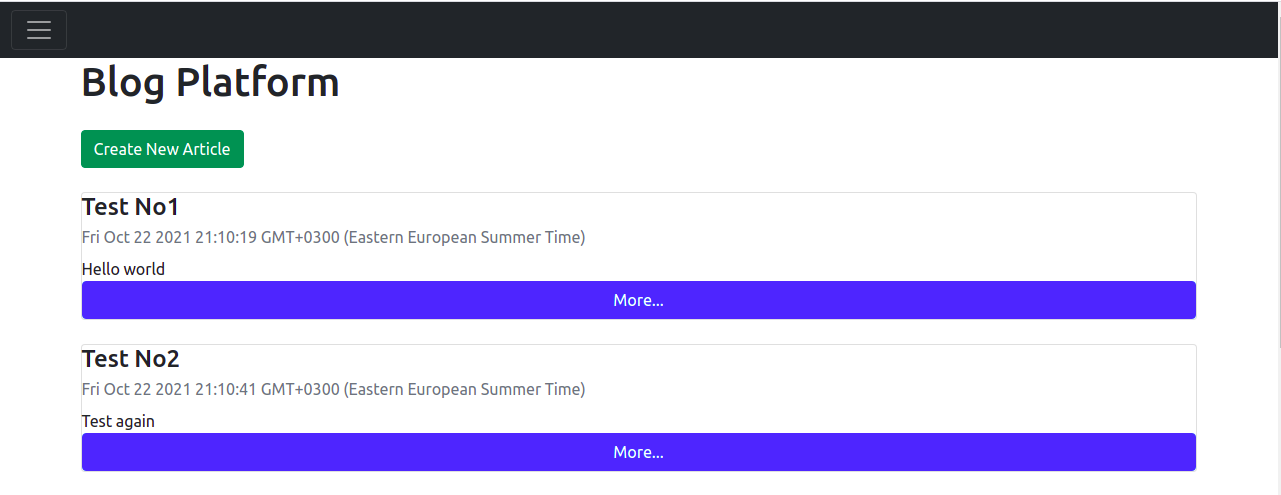 Blog Platform
Create New Article
Test No1
Fri Oct 22 2021 21:10:19 GMT+0300 (Eastern European Summer Time)
Hello world
More...
Test No2
Fri Oct 22 2021 21:10:41 GMT+0300 (Eastern European Summer Time)
Test again
More...